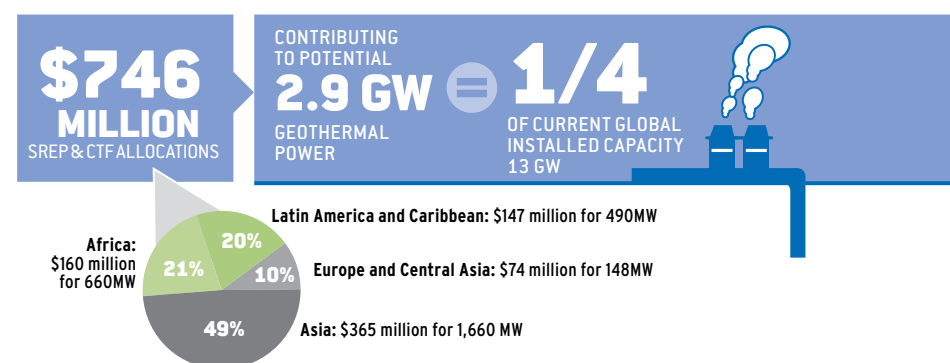 $746
MILLION
SREP & CTF ALLOCATIONS
CONTRIBUTING
TO POTENTIAL
2.9 GW
GEOTHERMAL
POWER
=
1/4
OF CURRENT GLOBAL
INSTALLED CAPACITY
13 GW
Latin America and Caribbean: $147 million for 490MW
Africa:
$160 million
for 660MW
20%
21%
10%
Europe and Central Asia: $74 million for 148MW
49%
Asia: $365 million for 1,660 MW